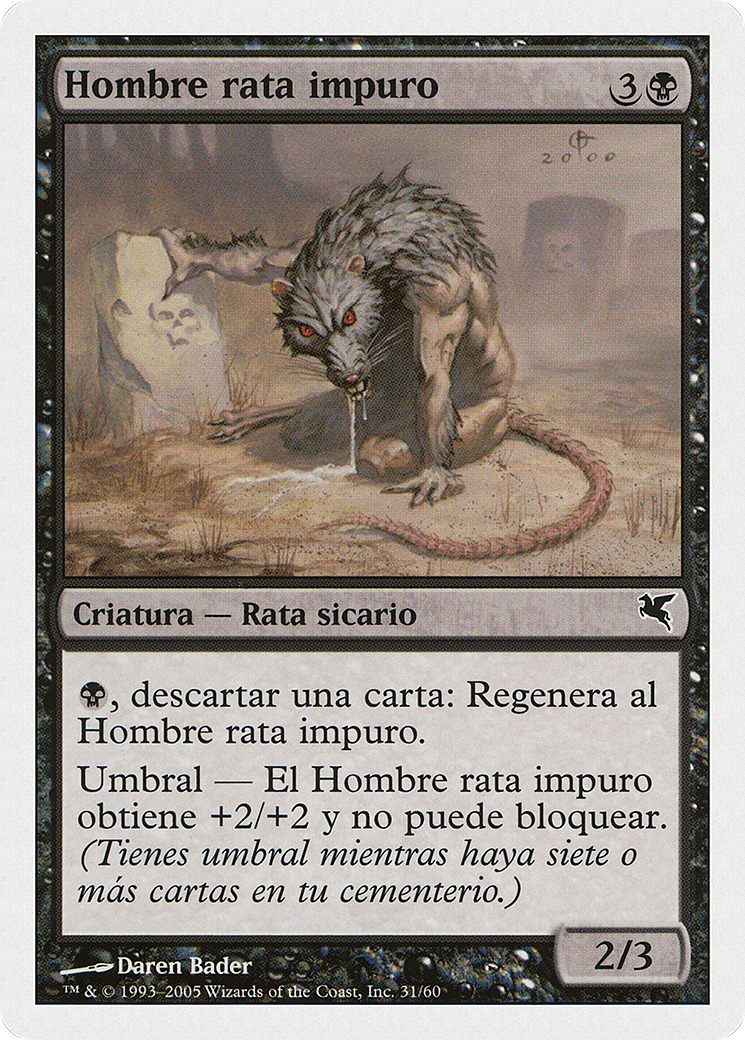 Hombre rata impuro 3
2000
Criatura — Rata sicario
, descartar una carta: Regenera al
Hombre rata impuro.
Umbral — El Hombre rata impuro
obtiene +2/+2 y no puede bloquear.
(Tienes umbral mientras haya siete o
más cartas en tu cementerio.)
2/3
Daren Bader
™ & © 1993–2005 Wizards of the Coast, Inc. 31/60